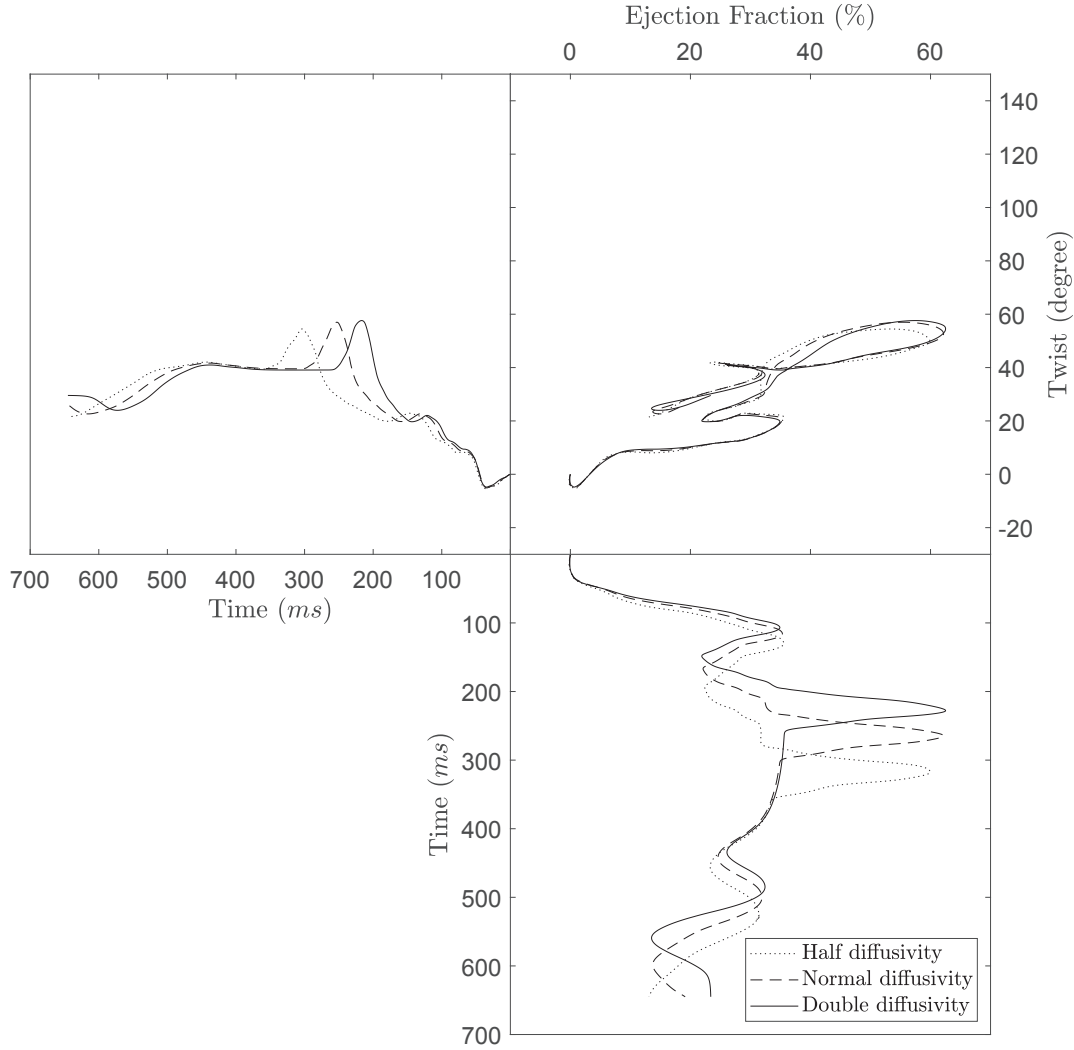 Ejection Fraction (%)
0 20 40 60
140
120
100
80
60
40
20
0
-20
Twist (degree)
700 600 500 400 300 200 100
Time (ms)
100
200
300
400
500
600
700
Time (ms)
Half diffusivity
Normal diffusivity
Double diffusivity